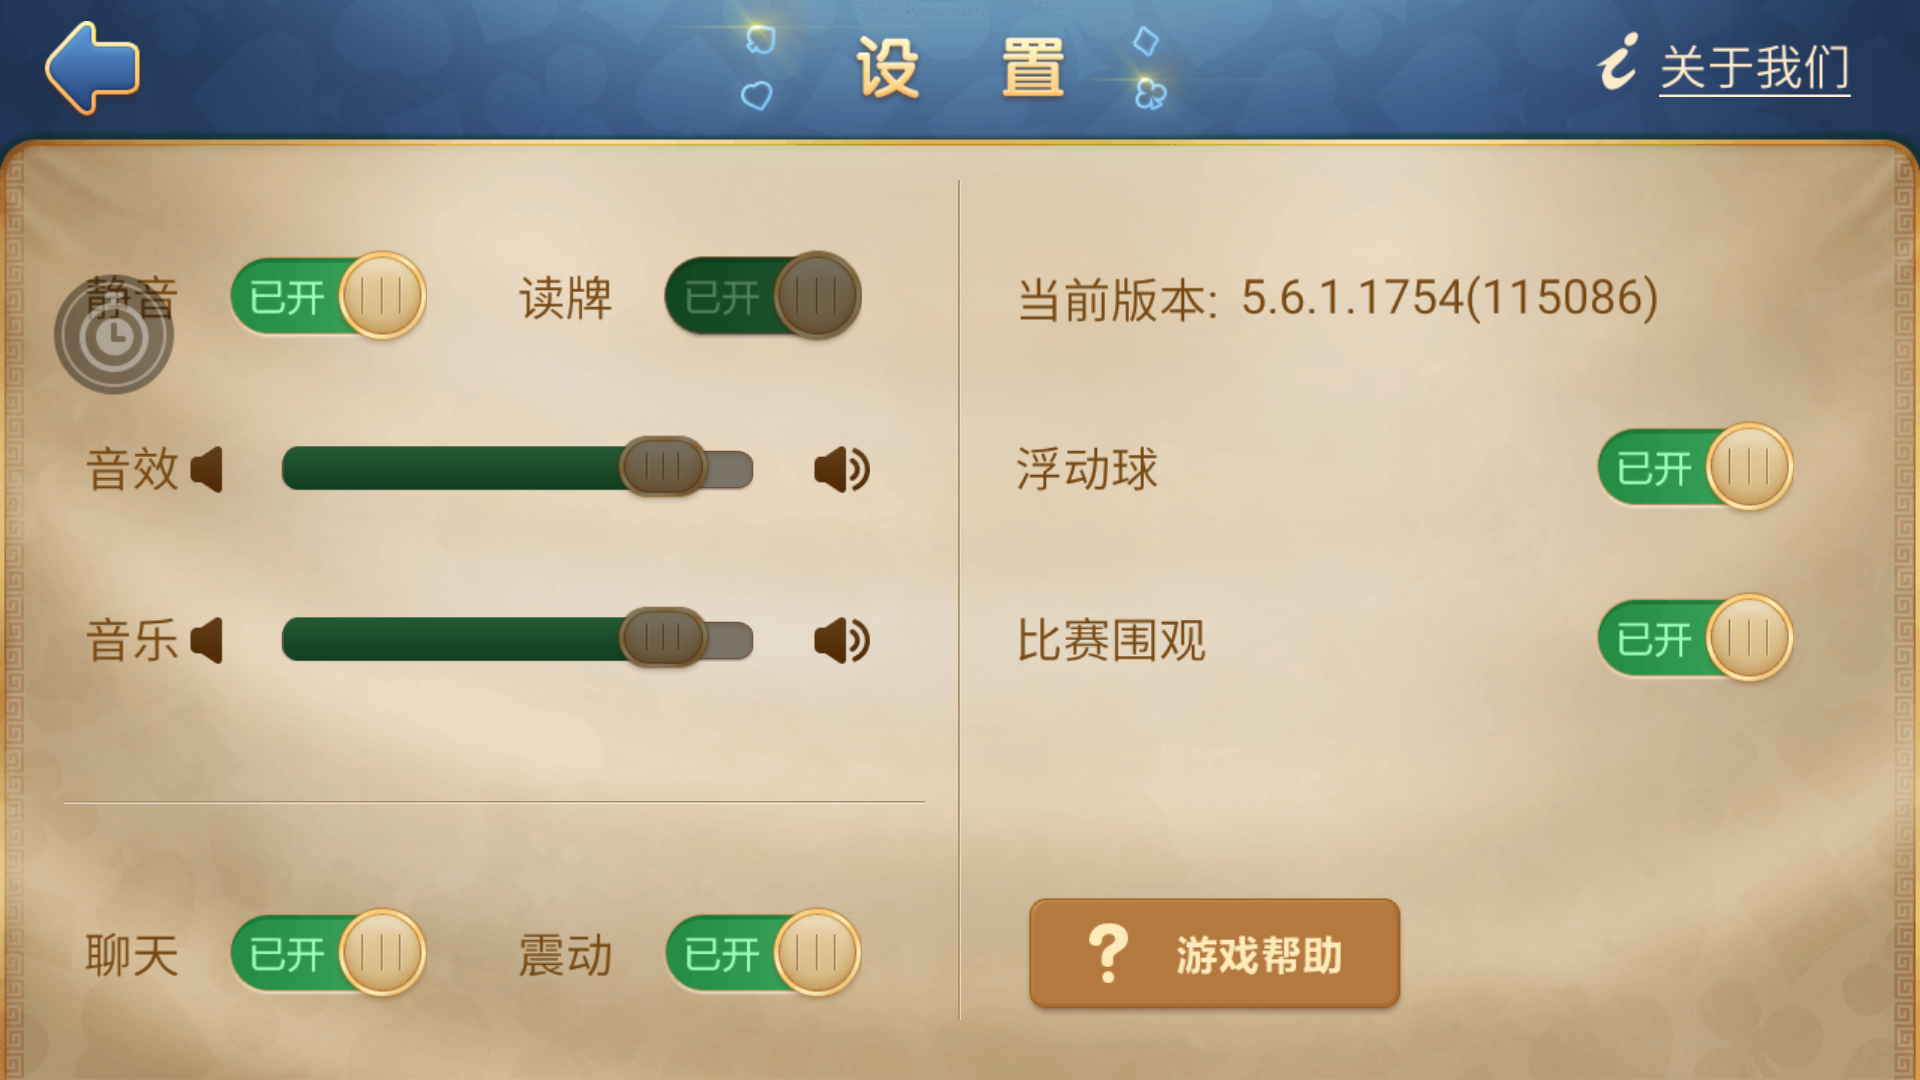 设 置
关于我们
静音 已开 读牌 已开
音效
音乐
聊天 已开 震动 已开
当前版本: 5.6.1.1754(115086)
浮动球 已开
比赛围观 已开
? 游戏帮助